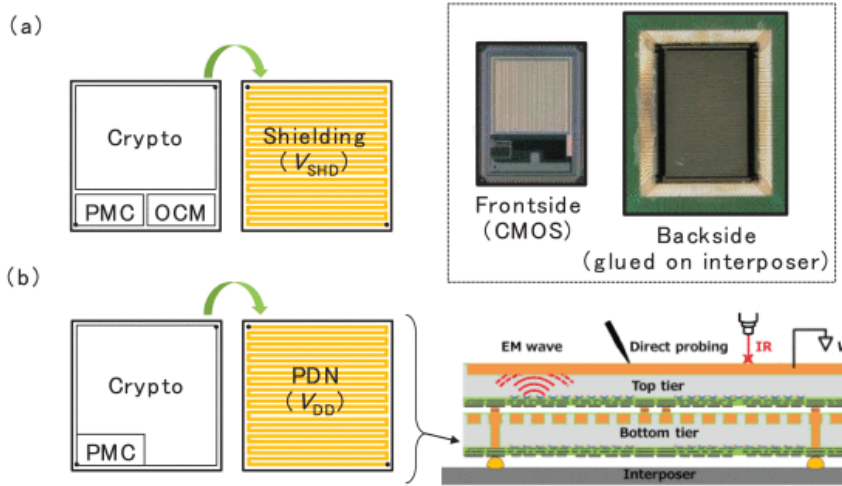 (a)
Crypto
PMC
OCM
Shielding
(VSHD)
Frontside
(CMOS)
Backside
(glued on interposer)
(b)
Crypto
PMC
PDN
(VDD)
EM wave
Direct probing
IR
Top tier
Bottom tier
Interposer